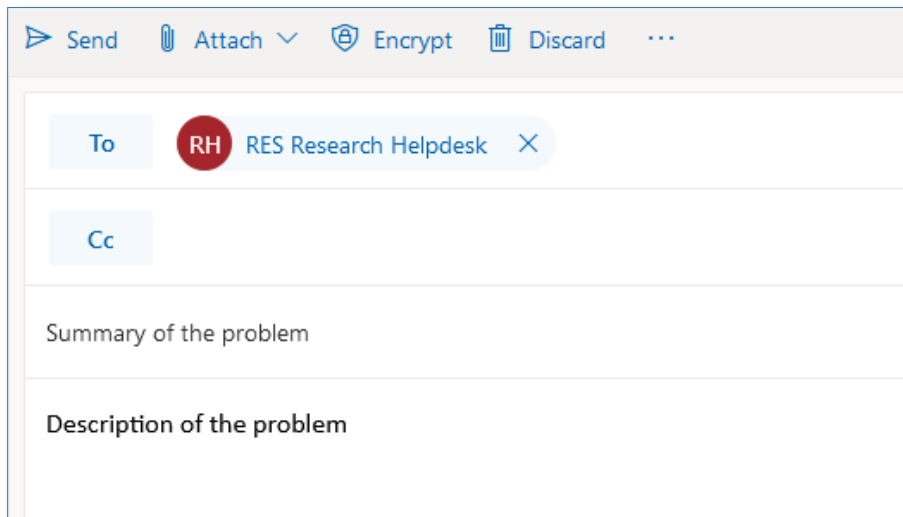 Send Attach Encrypt Discard ...
To RH RES Research Helpdesk
Cc
Summary of the problem
Description of the problem